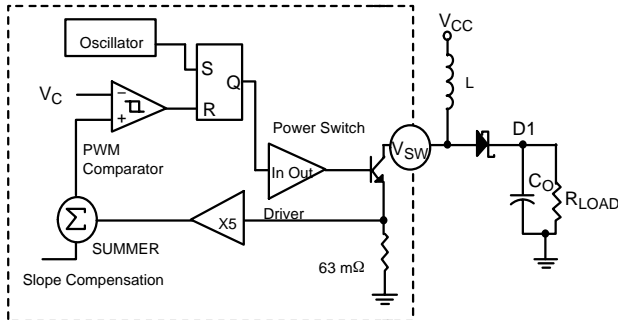 Oscillator
S
Q
R
V_C
−
+
PWM
Comparator
Power Switch
In Out
V_SW
V_CC
L
D1
C_O
R_LOAD
X5
Driver
Σ
SUMMER
63 mΩ
Slope Compensation